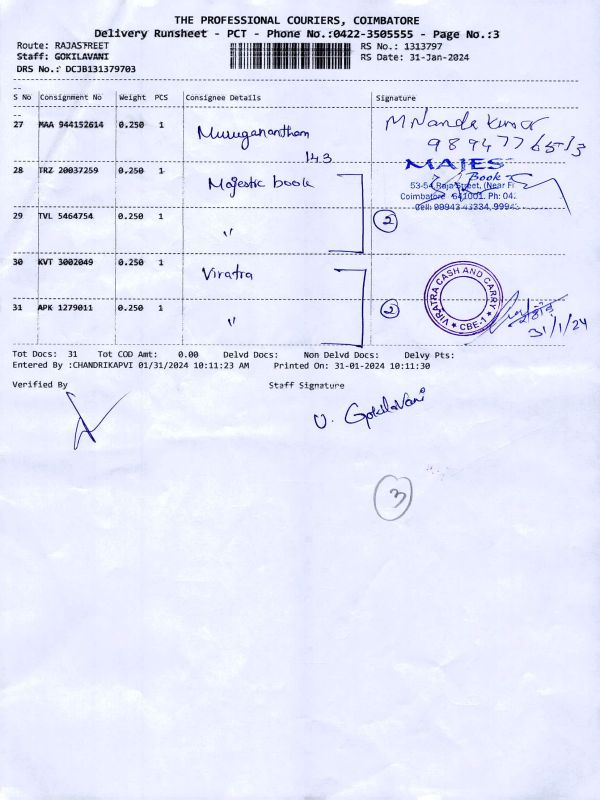 THE PROFESSIONAL COURIERS, COIMBATORE
Delivery Runsheet - PCT - Phone No.:0422-3505555 - Page No.:3
Route: RAJASTREET
RS No.: 1313797
Staff: GOKILAVANI
RS Date: 31-Jan-2024
DRS No.: DCJB131379703
S No Consignment No Weight PCS Consignee Details Signature
27 MAA 944152614 0.250 1 Muruganantham
143
M Nanda Kumar
28 TRZ 20037259 0.250 1 Majestic book
MAJES
Book
53-54 Raja Street, (Near F
Coimbatore 641001. Ph: 04.
Cell: 09943 43334, 9994
29 TVL 5464754 0.250 1 "
2
30 KVT 3002049 0.250 1 Viratra
VIRATRA CASH AND CARRY
* CBE-1 *
31 APK 1279011 0.250 1 "
2
31/1/24
Tot Docs: 31 Tot COD Amt: 0.00 Delvd Docs: Non Delvd Docs: Delvy Pts:
Entered By :CHANDRIKAPVI 01/31/2024 10:11:23 AM Printed On: 31-01-2024 10:11:30
Verified By Staff Signature
U. Gokilavani
3